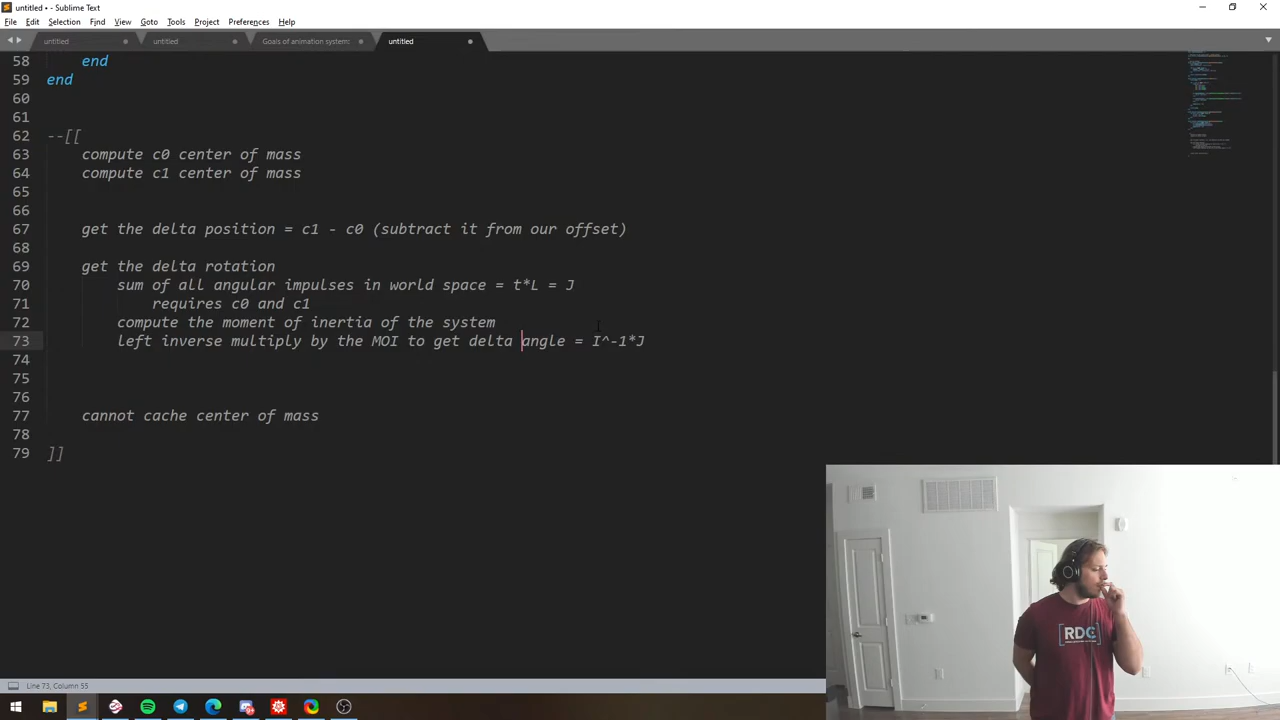 untitled • - Sublime Text
File Edit Selection Find View Goto Tools Project Preferences Help
untitled untitled Goals of animation system: untitled
58 end
59 end
60
61
62 --[[
63 compute c0 center of mass
64 compute c1 center of mass
65
66
67 get the delta position = c1 - c0 (subtract it from our offset)
68
69 get the delta rotation
70 sum of all angular impulses in world space = t*L = J
71 requires c0 and c1
72 compute the moment of inertia of the system
73 left inverse multiply by the MOI to get delta angle = I^-1*J
74
75
76
77 cannot cache center of mass
78
79 ]]
RDC
Line 73, Column 55